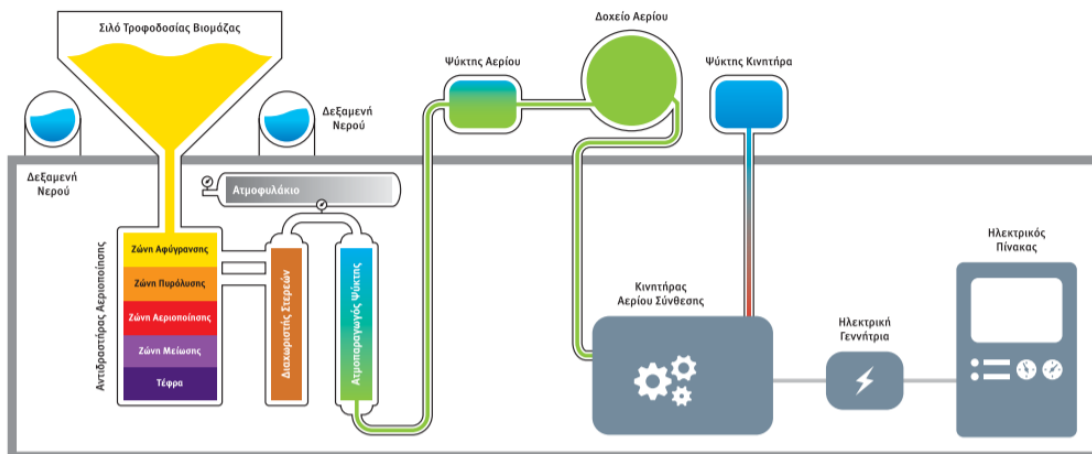 Σιλό Τροφοδοσίας Βιομάζας
Δοχείο Αερίου
Ψύκτης Αερίου
Ψύκτης Κινητήρα
Δεξαμενή
Νερού
Δεξαμενή
Νερού
Ατμοφυλάκιο
Αντιδραστήρας Αεριοποίησης
Ζώνη Αφύγρανσης
Ζώνη Πυρόλυσης
Ζώνη Αεριοποίησης
Ζώνη Μείωσης
Τέφρα
Διαχωριστής Στερεών
Ατμοπαραγωγός Ψύκτης
Κινητήρας
Αερίου Σύνθεσης
Ηλεκτρική
Γεννήτρια
Ηλεκτρικός
Πίνακας